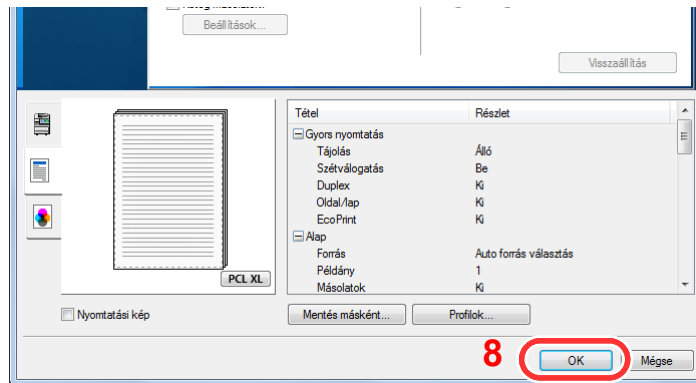 Beállítások...
Visszaállítás
Tétel Részlet
Gyors nyomtatás
Tájolás Álló
Szétválogatás Be
Duplex Ki
Oldal/lap Ki
EcoPrint Ki
Alap
Forrás Auto forrás választás
Példány 1
Másolatok Ki
PCL XL
Nyomtatási kép
Mentés másként... Profilok...
8 OK Mégse